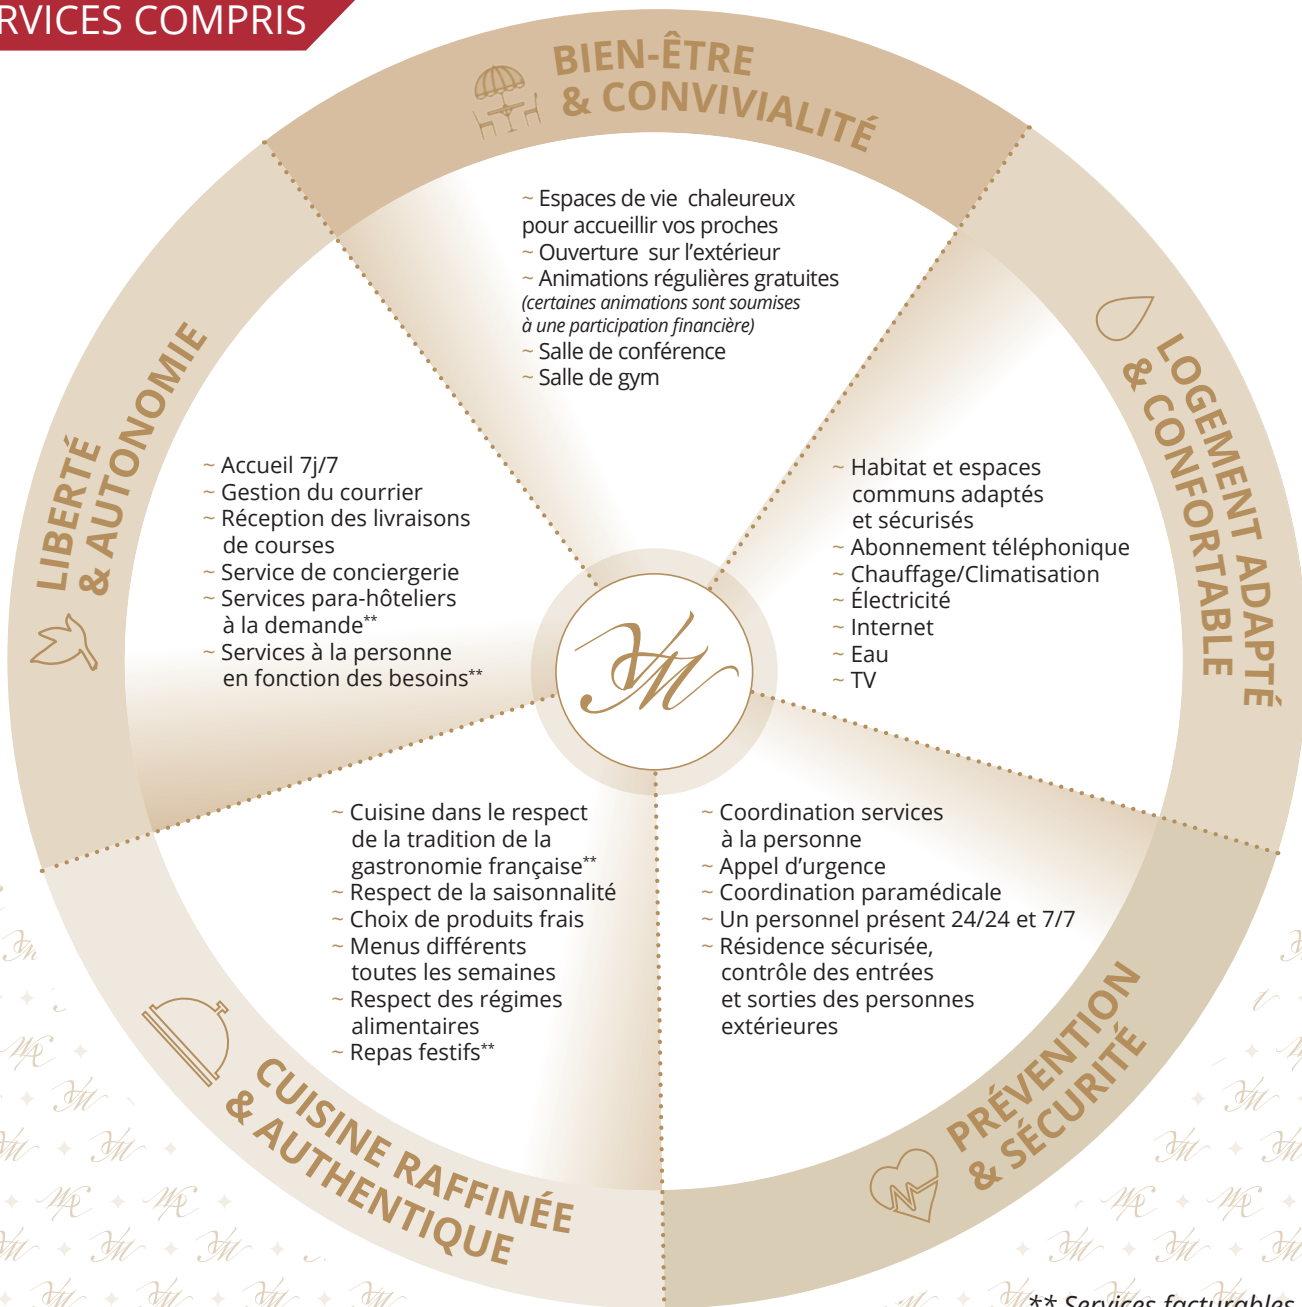 RVICES COMPRIS
BIEN-ÊTRE
& CONVIVIALITÉ
~ Espaces de vie chaleureux
pour accueillir vos proches
~ Ouverture sur l’extérieur
~ Animations régulières gratuites
(certaines animations sont soumises
à une participation financière)
~ Salle de conférence
~ Salle de gym
LOGEMENT ADAPTÉ
& CONFORTABLE
~ Habitat et espaces
communs adaptés
et sécurisés
~ Abonnement téléphonique
~ Chauffage/Climatisation
~ Électricité
~ Internet
~ Eau
~ TV
LIBERTÉ
& AUTONOMIE
~ Accueil 7j/7
~ Gestion du courrier
~ Réception des livraisons
de courses
~ Service de conciergerie
~ Services para-hôteliers
à la demande**
~ Services à la personne
en fonction des besoins**
~ Cuisine dans le respect
de la tradition de la
gastronomie française**
~ Respect de la saisonnalité
~ Choix de produits frais
~ Menus différents
toutes les semaines
~ Respect des régimes
alimentaires
~ Repas festifs**
CUISINE RAFFINÉE
& AUTHENTIQUE
~ Coordination services
à la personne
~ Appel d’urgence
~ Coordination paramédicale
~ Un personnel présent 24/24 et 7/7
~ Résidence sécurisée,
contrôle des entrées
et sorties des personnes
extérieures
PRÉVENTION
& SÉCURITÉ
** Services facturables